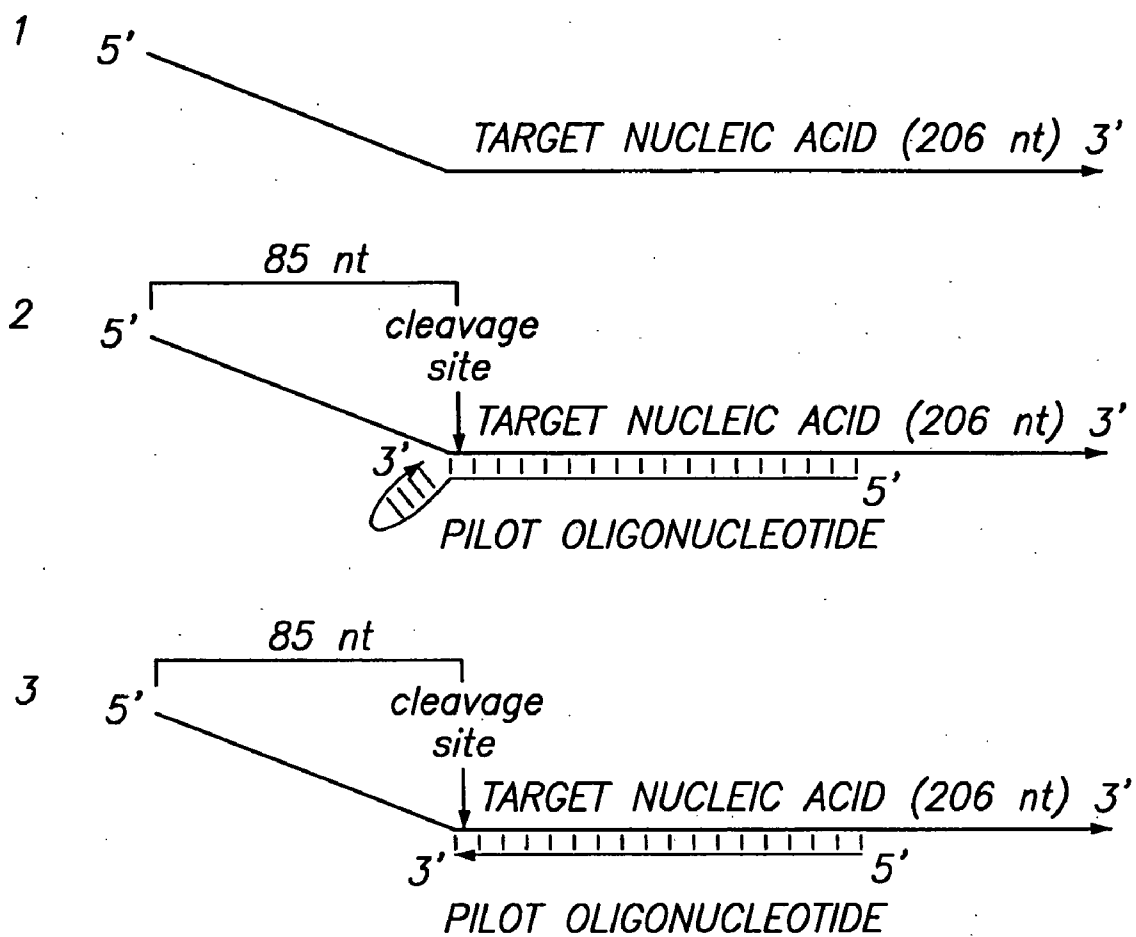 1
5'
TARGET NUCLEIC ACID (206 nt) 3'
85 nt
2
5'
cleavage
site
TARGET NUCLEIC ACID (206 nt) 3'
3'
5'
PILOT OLIGONUCLEOTIDE
85 nt
3
5'
cleavage
site
TARGET NUCLEIC ACID (206 nt) 3'
3'
5'
PILOT OLIGONUCLEOTIDE